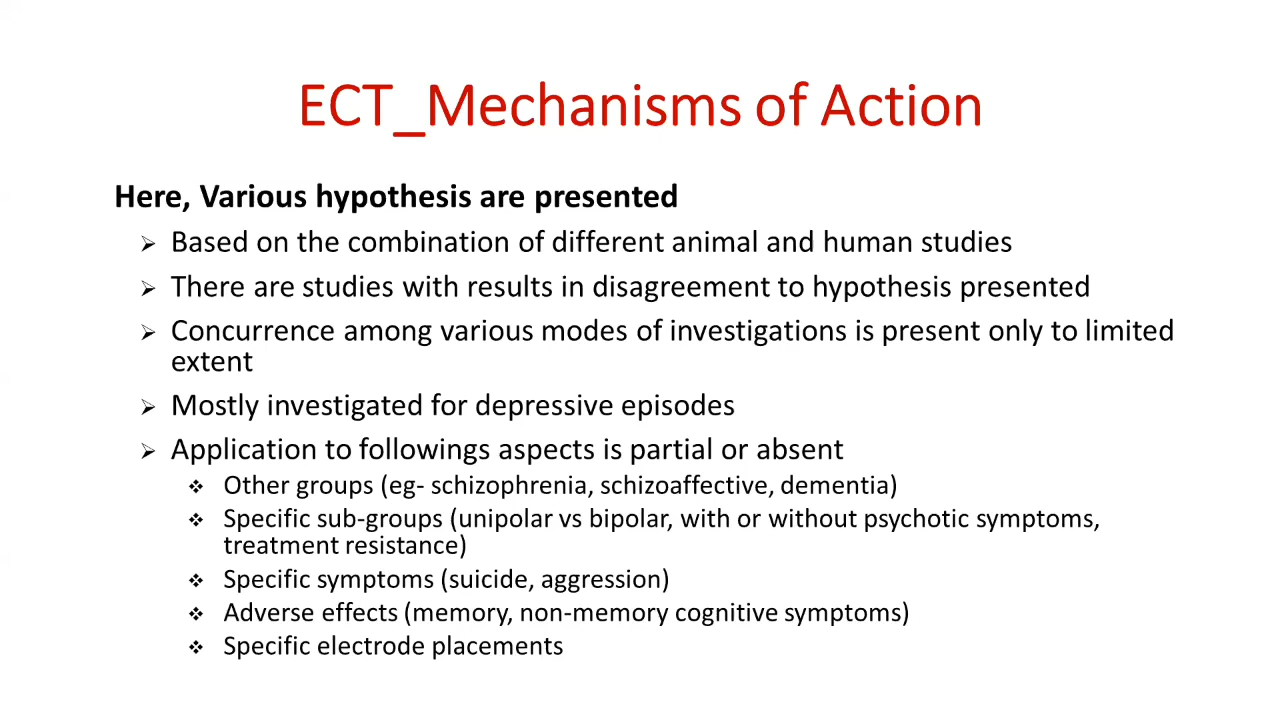 ECT_Mechanisms of Action
Here, Various hypothesis are presented
➢ Based on the combination of different animal and human studies
➢ There are studies with results in disagreement to hypothesis presented
➢ Concurrence among various modes of investigations is present only to limited
extent
➢ Mostly investigated for depressive episodes
➢ Application to followings aspects is partial or absent
❖ Other groups (eg- schizophrenia, schizoaffective, dementia)
❖ Specific sub-groups (unipolar vs bipolar, with or without psychotic symptoms,
treatment resistance)
❖ Specific symptoms (suicide, aggression)
❖ Adverse effects (memory, non-memory cognitive symptoms)
❖ Specific electrode placements